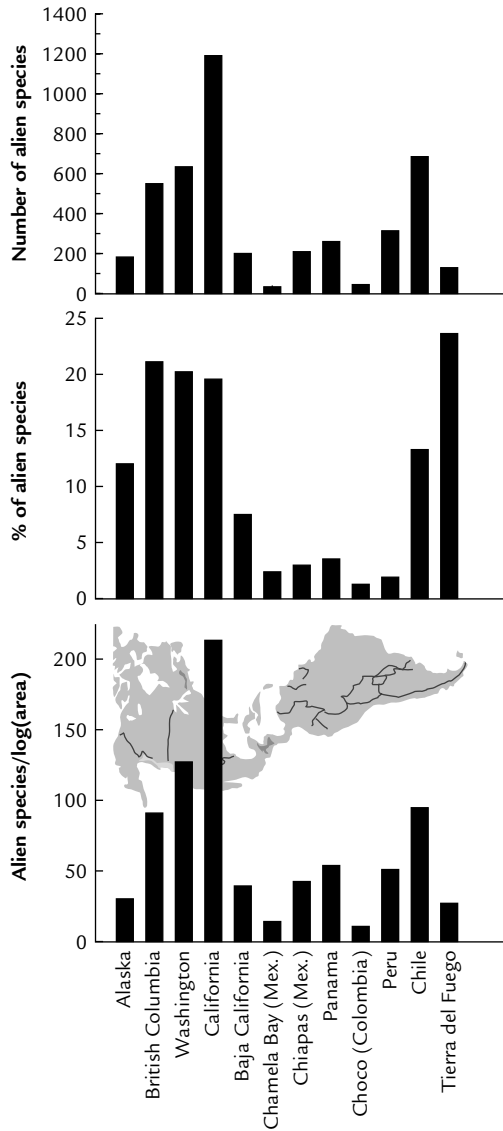 1400
1200
1000
800
600
400
200
0
Number of alien species
25
20
15
10
5
0
% of alien species
200
150
100
50
0
Alien species/log(area)
Alaska
British Columbia
Washington
California
Baja California
Chamela Bay (Mex.)
Chiapas (Mex.)
Panama
Choco (Colombia)
Peru
Chile
Tierra del Fuego